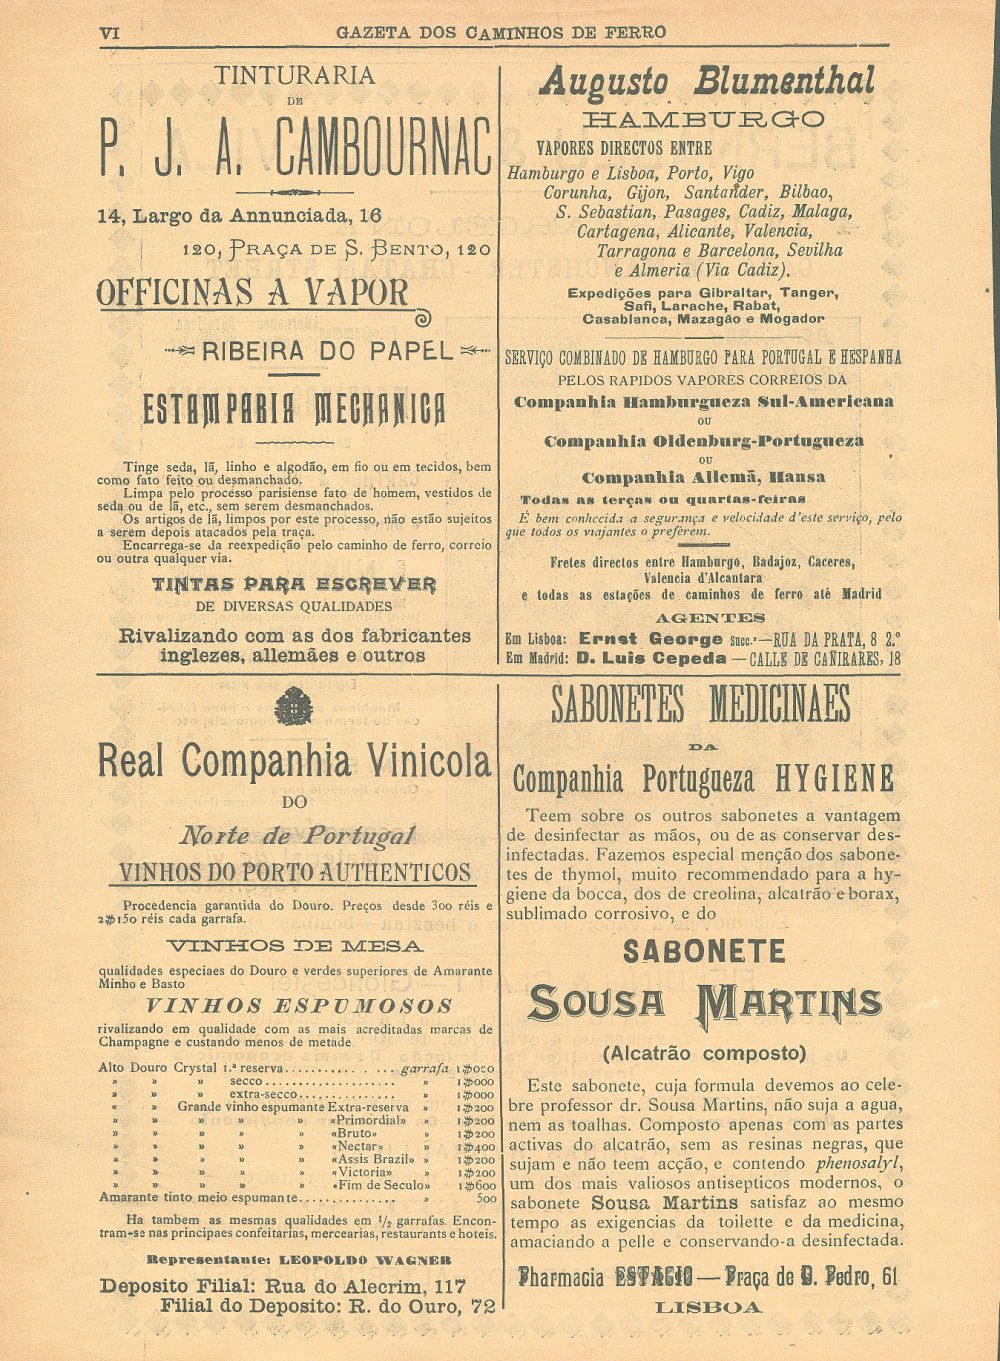 VI
GAZETA DOS CAMINHOS DE FERRO
TINTURARIA
DE
P. J. A. CAMBOURNAC
14, Largo da Annunciada, 16
120, PRAÇA DE S. BENTO, 120
OFFICINAS A VAPOR
RIBEIRA DO PAPEL
ESTAMPARIA MECHANICA
Tinge seda, lã, linho e algodão, em fio ou em tecidos, bem
como fato feito ou desmanchado.
Limpa pelo processo parisiense fato de homem, vestidos de
seda ou de lã, etc., sem serem desmanchados.
Os artigos de lã, limpos por este processo, não estão sujeitos
a serem depois atacados pela traça.
Encarrega-se da reexpedição pelo caminho de ferro, correio
ou outra qualquer via.
TINTAS PARA ESCREVER
DE DIVERSAS QUALIDADES
Rivalizando com as dos fabricantes
inglezes, allemães e outros
Augusto Blumenthal
HAMBURGO
VAPORES DIRECTOS ENTRE
Hamburgo e Lisboa, Porto, Vigo
Corunha, Gijon, Santander, Bilbao,
S. Sebastian, Pasages, Cadiz, Malaga,
Cartagena, Alicante, Valencia,
Tarragona e Barcelona, Sevilha
e Almeria (Via Cadiz).
Expedições para Gibraltar, Tanger,
Safi, Larache, Rabat,
Casablanca, Mazagão e Mogador
SERVIÇO COMBINADO DE HAMBURGO PARA PORTUGAL E HESPANHA
PELOS RAPIDOS VAPORES CORREIOS DA
Companhia Hamburgueza Sul-Americana
OU
Companhia Oldenburg-Portugueza
OU
Companhia Allemã, Hansa
Todas as terças ou quartas-feiras
É bem conhecida a segurança e velocidade d'este serviço, pelo
que todos os viajantes o preferem.
Fretes directos entre Hamburgo, Badajoz, Caceres,
Valencia d'Alcantara
e todas as estações de caminhos de ferro até Madrid
AGENTES
Em Lisboa: Ernst George Succ.ª—RUA DA PRATA, 8 2.º
Em Madrid: D. Luis Cepeda — CALLE DE CAÑIRARES, 18
Real Companhia Vinicola
DO
Norte de Portugal
VINHOS DO PORTO AUTHENTICOS
Procedencia garantida do Douro. Preços desde 300 réis e
2$150 réis cada garrafa.
VINHOS DE MESA
qualidades especiaes do Douro e verdes superiores de Amarante
Minho e Basto
VINHOS ESPUMOSOS
rivalizando em qualidade com as mais acreditadas marcas de
Champagne e custando menos de metade.
Alto Douro Crystal 1.ª reserva............ ...garrafa 1$000
» » » secco..................... » 1$000
» » » extra-secco............... » 1$000
» » Grande vinho espumante Extra-reserva » 1$200
» » » » «Primordial» » 1$200
» » » » «Bruto» » 1$200
» » » » «Nectar» » 1$400
» » » » «Assis Brazil» » 1$200
» » » » «Victoria» » 1$200
» » » » «Fim de Seculo» » 1$600
Amarante tinto meio espumante.............. » 500
Ha tambem as mesmas qualidades em 1/2 garrafas. Encon-
tram-se nas principaes confeitarias, mercearias, restaurants e hoteis.
Representante: LEOPOLDO WAGNER
Deposito Filial: Rua do Alecrim, 117
Filial do Deposito: R. do Ouro, 72
SABONETES MEDICINAES
DA
Companhia Portugueza HYGIENE
Teem sobre os outros sabonetes a vantagem
de desinfectar as mãos, ou de as conservar des-
infectadas. Fazemos especial menção dos sabone-
tes de thymol, muito recommendado para a hy-
giene da bocca, dos de creolina, alcatrão e borax,
sublimado corrosivo, e do
SABONETE
SOUSA MARTINS
(Alcatrão composto)
Este sabonete, cuja formula devemos ao cele-
bre professor dr. Sousa Martins, não suja a agua,
nem as toalhas. Composto apenas com as partes
activas do alcatrão, sem as resinas negras, que
sujam e não teem acção, e contendo phenosalyl,
um dos mais valiosos antisepticos modernos, o
sabonete Sousa Martins satisfaz ao mesmo
tempo as exigencias da toilette e da medicina,
amaciando a pelle e conservando-a desinfectada.
Pharmacia ESTACIO — Praça de D. Pedro, 61
LISBOA